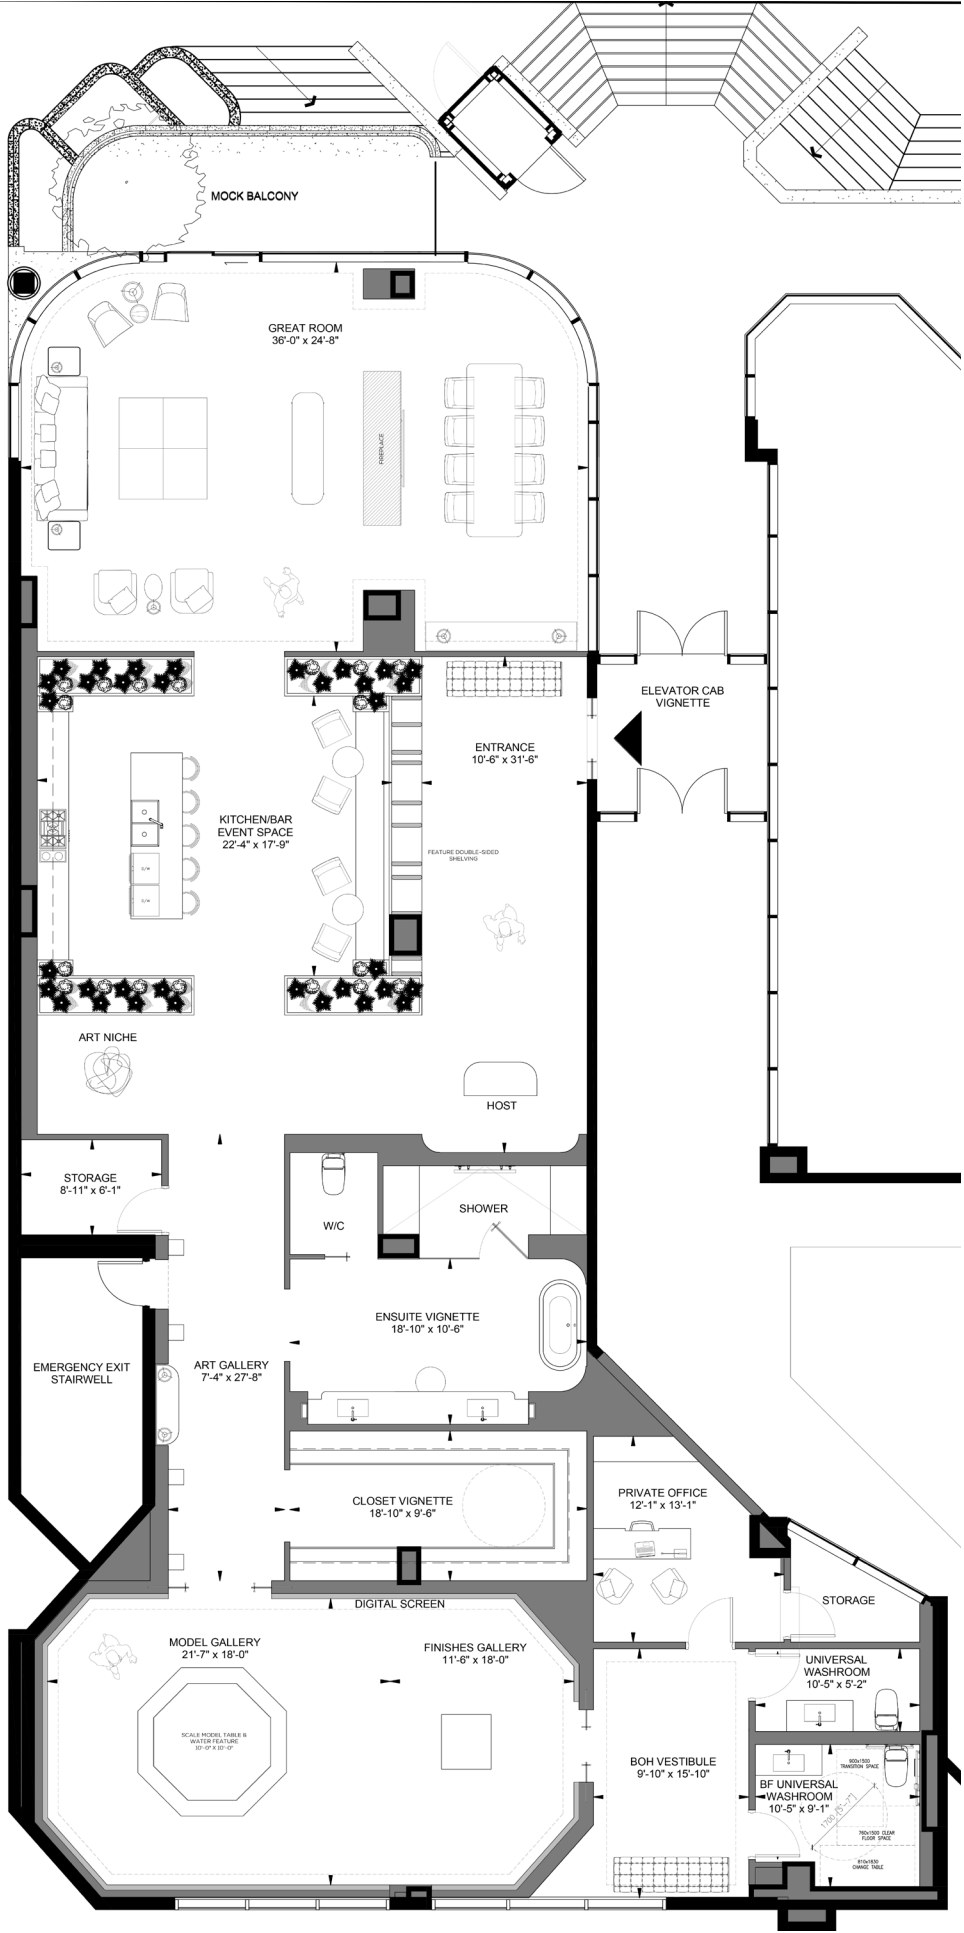 MOCK BALCONY
GREAT ROOM
36'-0" x 24'-8"
FIREPLACE
ELEVATOR CAB
VIGNETTE
ENTRANCE
10'-6" x 31'-6"
KITCHEN/BAR
EVENT SPACE
22'-4" x 17'-9"
D/W
D/W
FEATURE DOUBLE-SIDED
SHELVING
ART NICHE
HOST
STORAGE
8'-11" x 6'-1"
W/C
SHOWER
ENSUITE VIGNETTE
18'-10" x 10'-6"
EMERGENCY EXIT
STAIRWELL
ART GALLERY
7'-4" x 27'-8"
CLOSET VIGNETTE
18'-10" x 9'-6"
PRIVATE OFFICE
12'-1" x 13'-1"
DIGITAL SCREEN
STORAGE
MODEL GALLERY
21'-7" x 18'-0"
FINISHES GALLERY
11'-6" x 18'-0"
UNIVERSAL
WASHROOM
10'-5" x 5'-2"
SCALE MODEL TABLE &
WATER FEATURE
10'-0" X 10'-0"
BOH VESTIBULE
9'-10" x 15'-10"
900x1500
TRANSITION SPACE
BF UNIVERSAL
WASHROOM
10'-5" x 9'-1"
1700 [5'-7"]
760x1500 CLEAR
FLOOR SPACE
810x1830
CHANGE TABLE